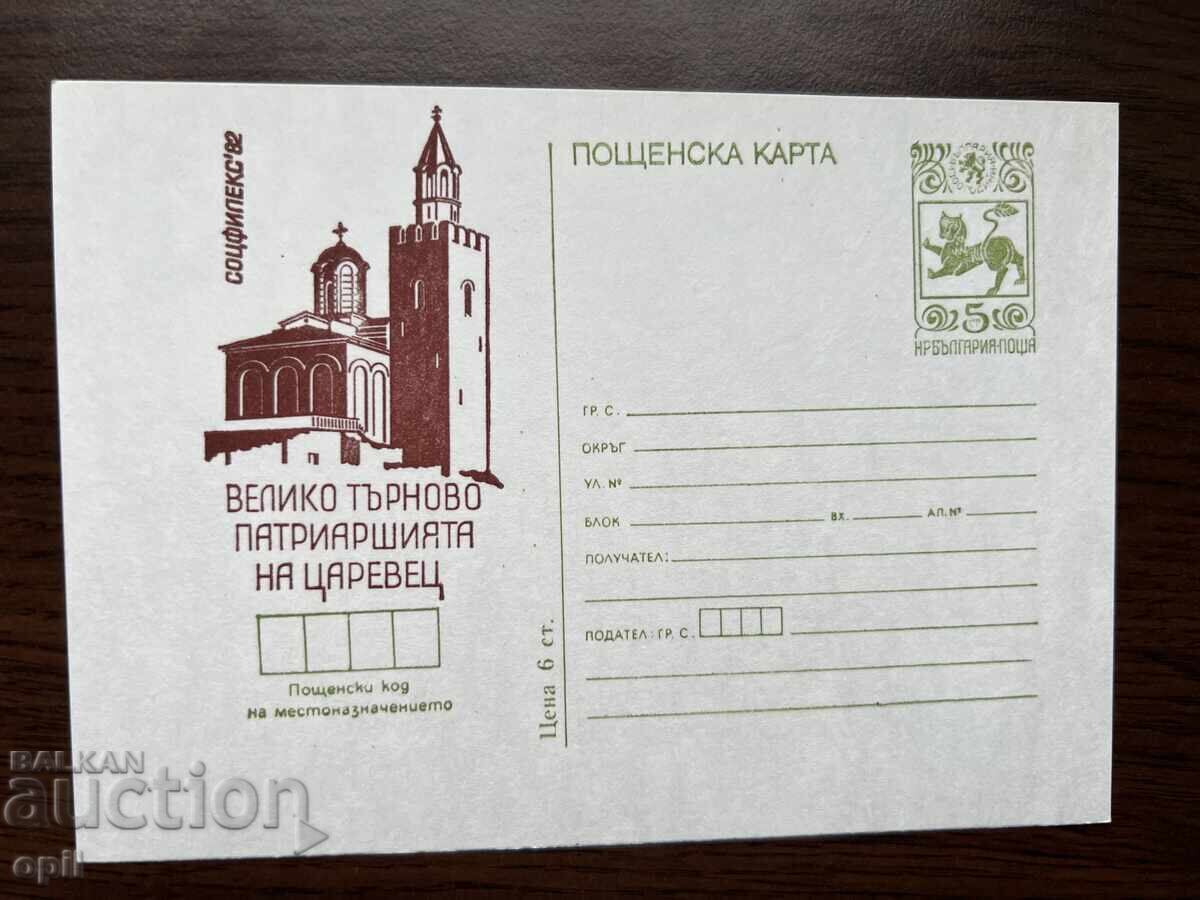 СОЦФИЛЕКС'82
ВЕЛИКО ТЪРНОВО
ПАТРИАРШИЯТА
НА ЦАРЕВЕЦ
Пощенски код
на местоназначението
Цена 6 ст.
ПОЩЕНСКА КАРТА
5
НРБЪЛГАРИЯ·ПОЩА
ГР. С.
ОКРЪГ
УЛ. №
БЛОК ВХ. АП. №
ПОЛУЧАТЕЛ:
ПОДАТЕЛ: ГР. С.
BALKAN
auction
opil